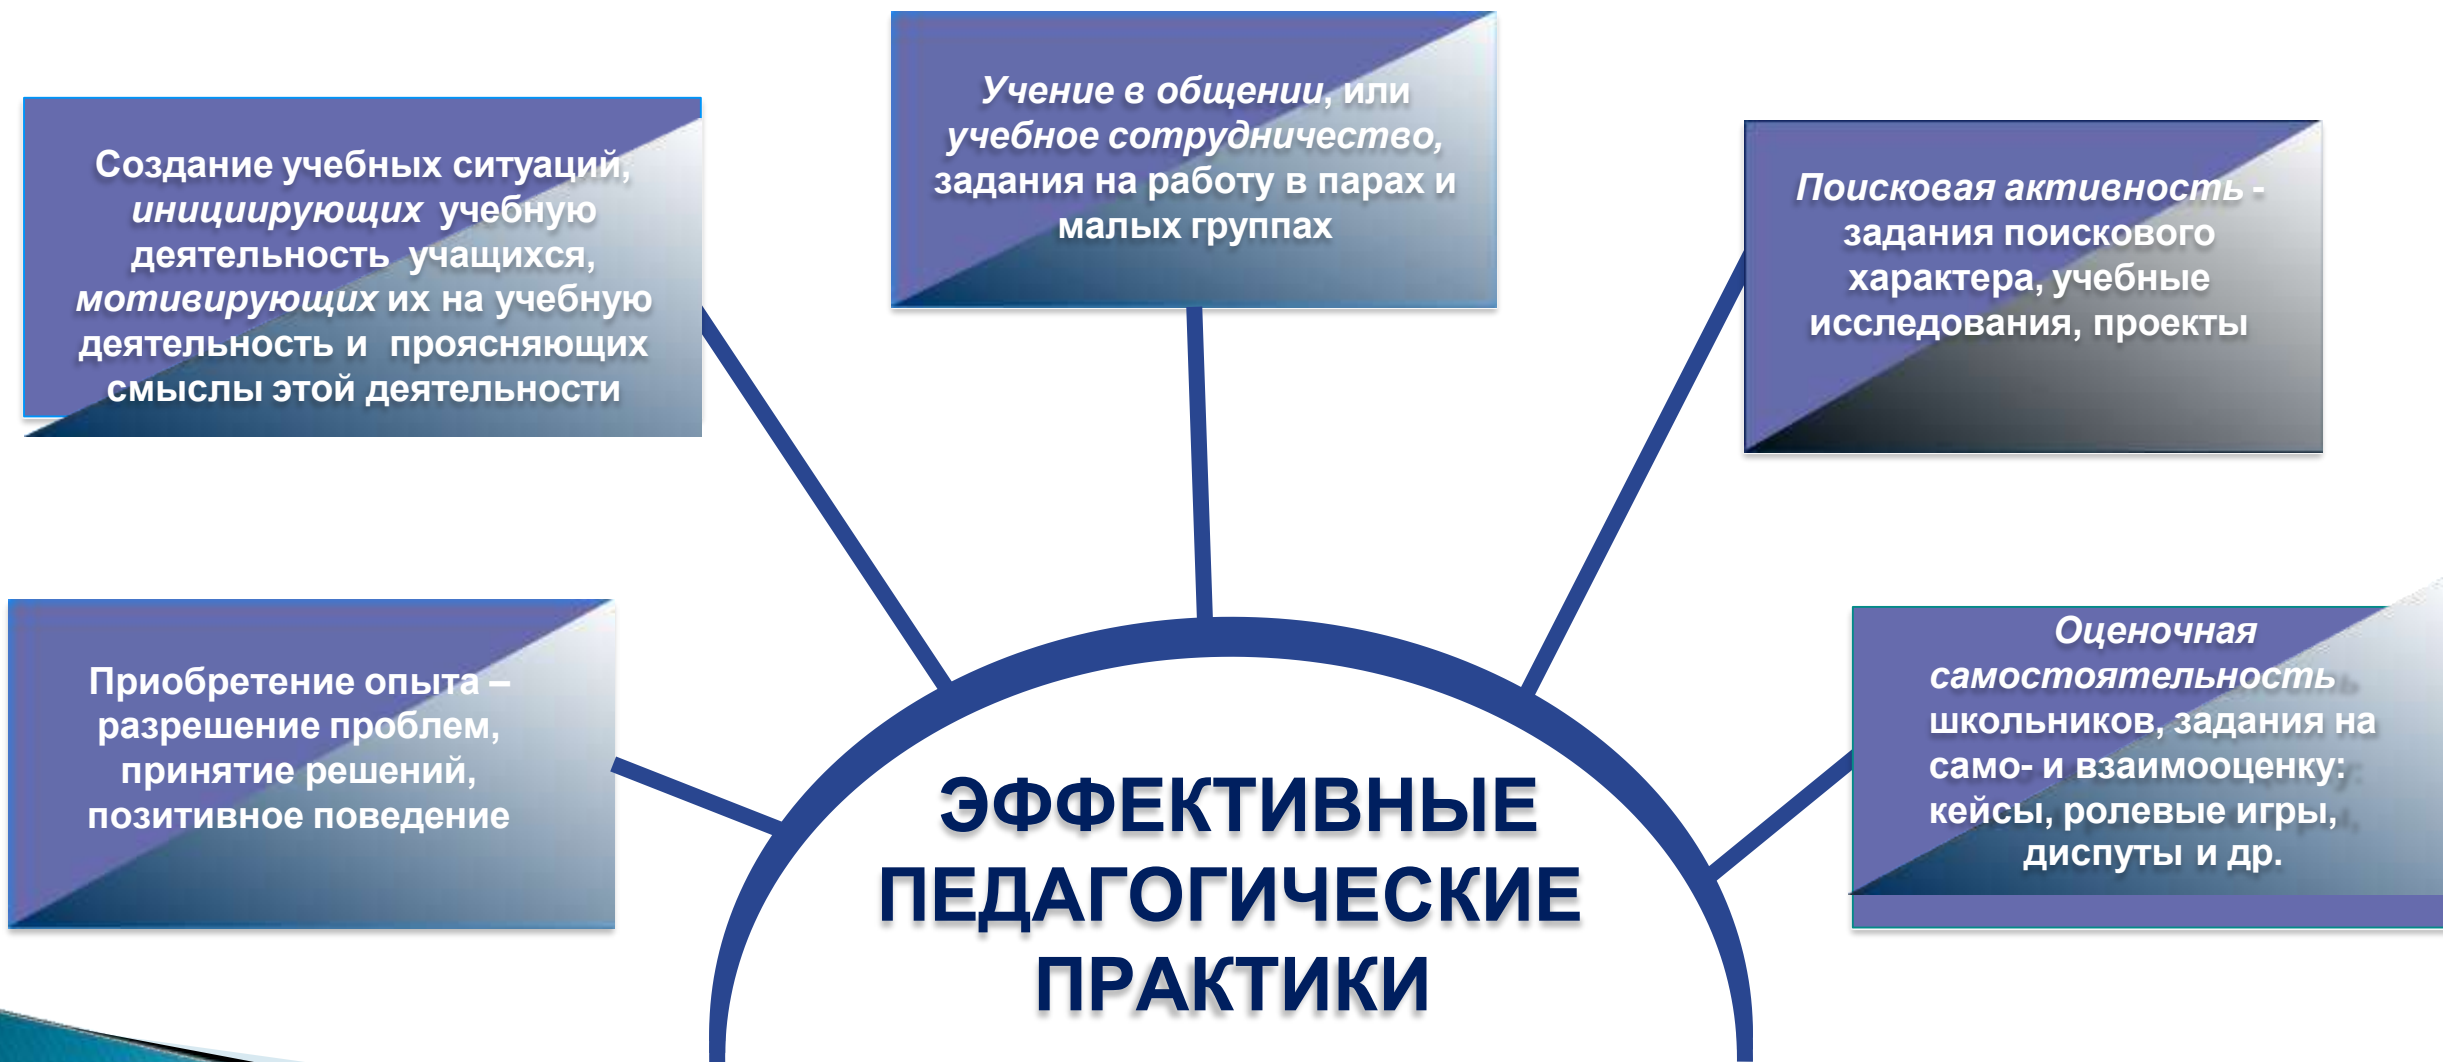 Учение в общении, или
учебное сотрудничество,
задания на работу в парах и
малых группах
Создание учебных ситуаций,
инициирующих учебную
деятельность учащихся,
мотивирующих их на учебную
деятельность и проясняющих
смыслы этой деятельности
Поисковая активность -
задания поискового
характера, учебные
исследования, проекты
Приобретение опыта –
разрешение проблем,
принятие решений,
позитивное поведение
Оценочная
самостоятельность
школьников, задания на
само- и взаимооценку:
кейсы, ролевые игры,
диспуты и др.
ЭФФЕКТИВНЫЕ
ПЕДАГОГИЧЕСКИЕ
ПРАКТИКИ